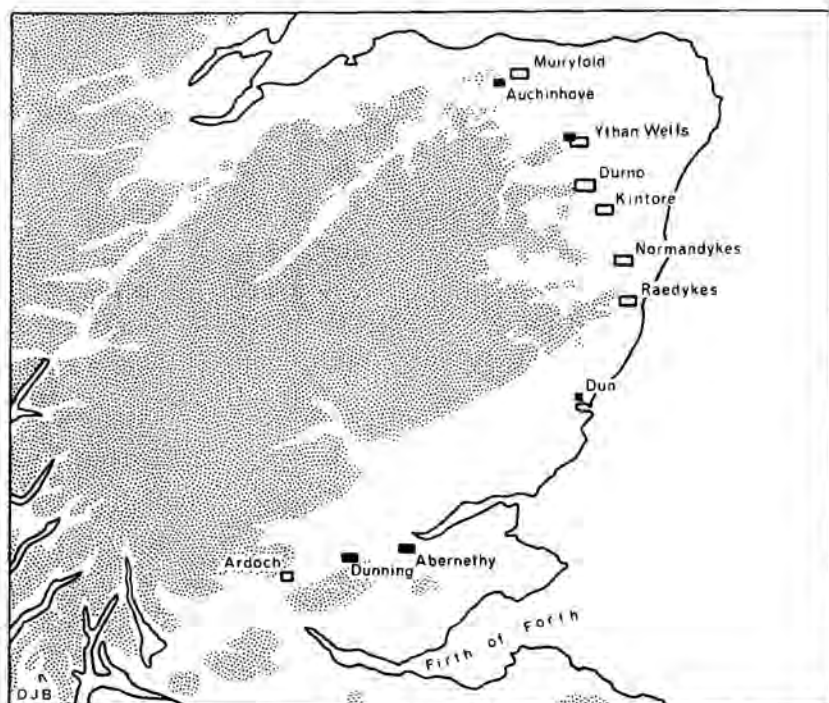 Muiryfold
Auchinhove
Ythan Wells
Durno
Kintore
Normandykes
Raedykes
Dun
Ardoch
Dunning
Abernethy
Firth of Forth
DJB